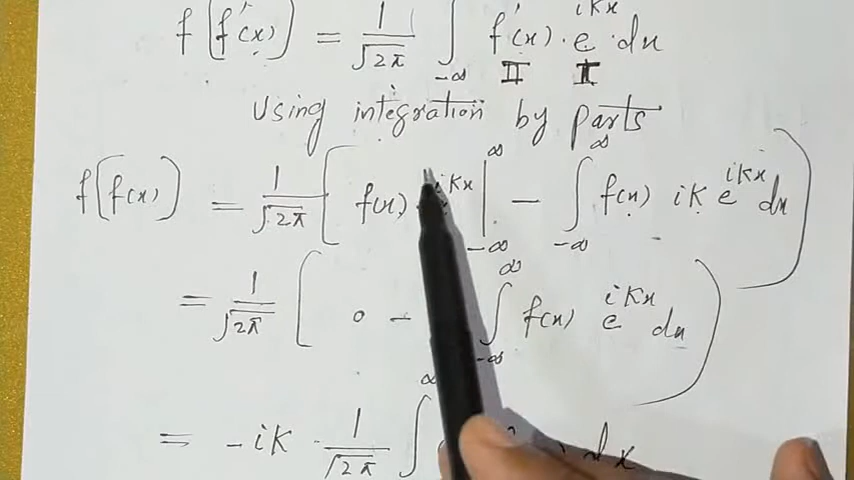 f[f'(x)] = 1/√2π ∫_{-∞} f'(x) · e^{iKx} · dx
II I
Using integration by parts
f[f(x)] = 1/√2π [ f(x) e^{iKx} |_{-∞}^{∞} - ∫_{-∞}^{∞} f(x) iK e^{iKx} dx ]
= 1/√2π [ 0 - ∫_{-∞}^{∞} f(x) e^{iKx} dx ]
= -iK · 1/√2π ∫^{∞} dx